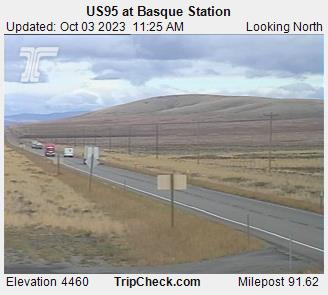 US95 at Basque Station
Updated: Oct 03 2023 11:25 AM Looking North
Elevation 4460 TripCheck.com Milepost 91.62